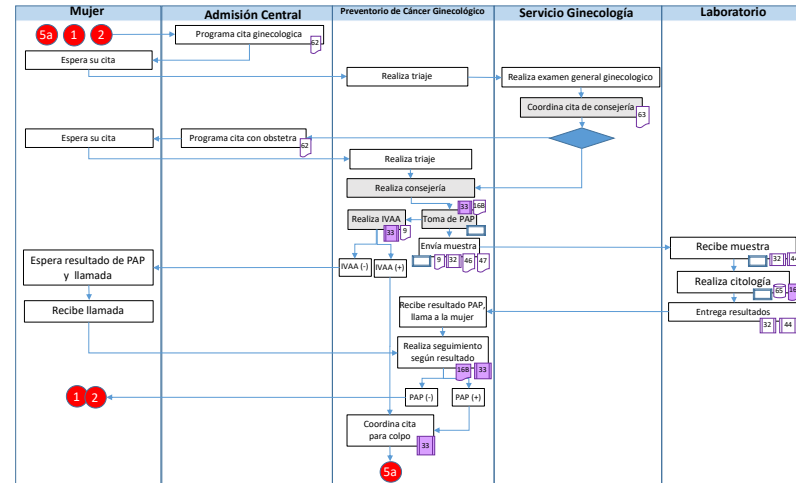 Mujer
Admisión Central
Preventorio de Cáncer Ginecológico
Servicio Ginecología
Laboratorio
5a 1 2
Programa cita ginecologica
62
Espera su cita
Realiza triaje
Realiza examen general ginecologico
Coordina cita de consejería
63
Espera su cita
Programa cita con obstetra
62
Realiza triaje
Realiza consejería
33 16B
Realiza IVAA
Toma de PAP
33 9
Envía muestra
9 32 46 47
Recibe muestra
32 44
Espera resultado de PAP
y llamada
IVAA (-)
IVAA (+)
Realiza citología
65
Recibe llamada
Recibe resultado PAP,
llama a la mujer
Entrega resultados
32 44
Realiza seguimiento
según resultado
16B 33
1 2
PAP (-)
PAP (+)
Coordina cita
para colpo
33
5a